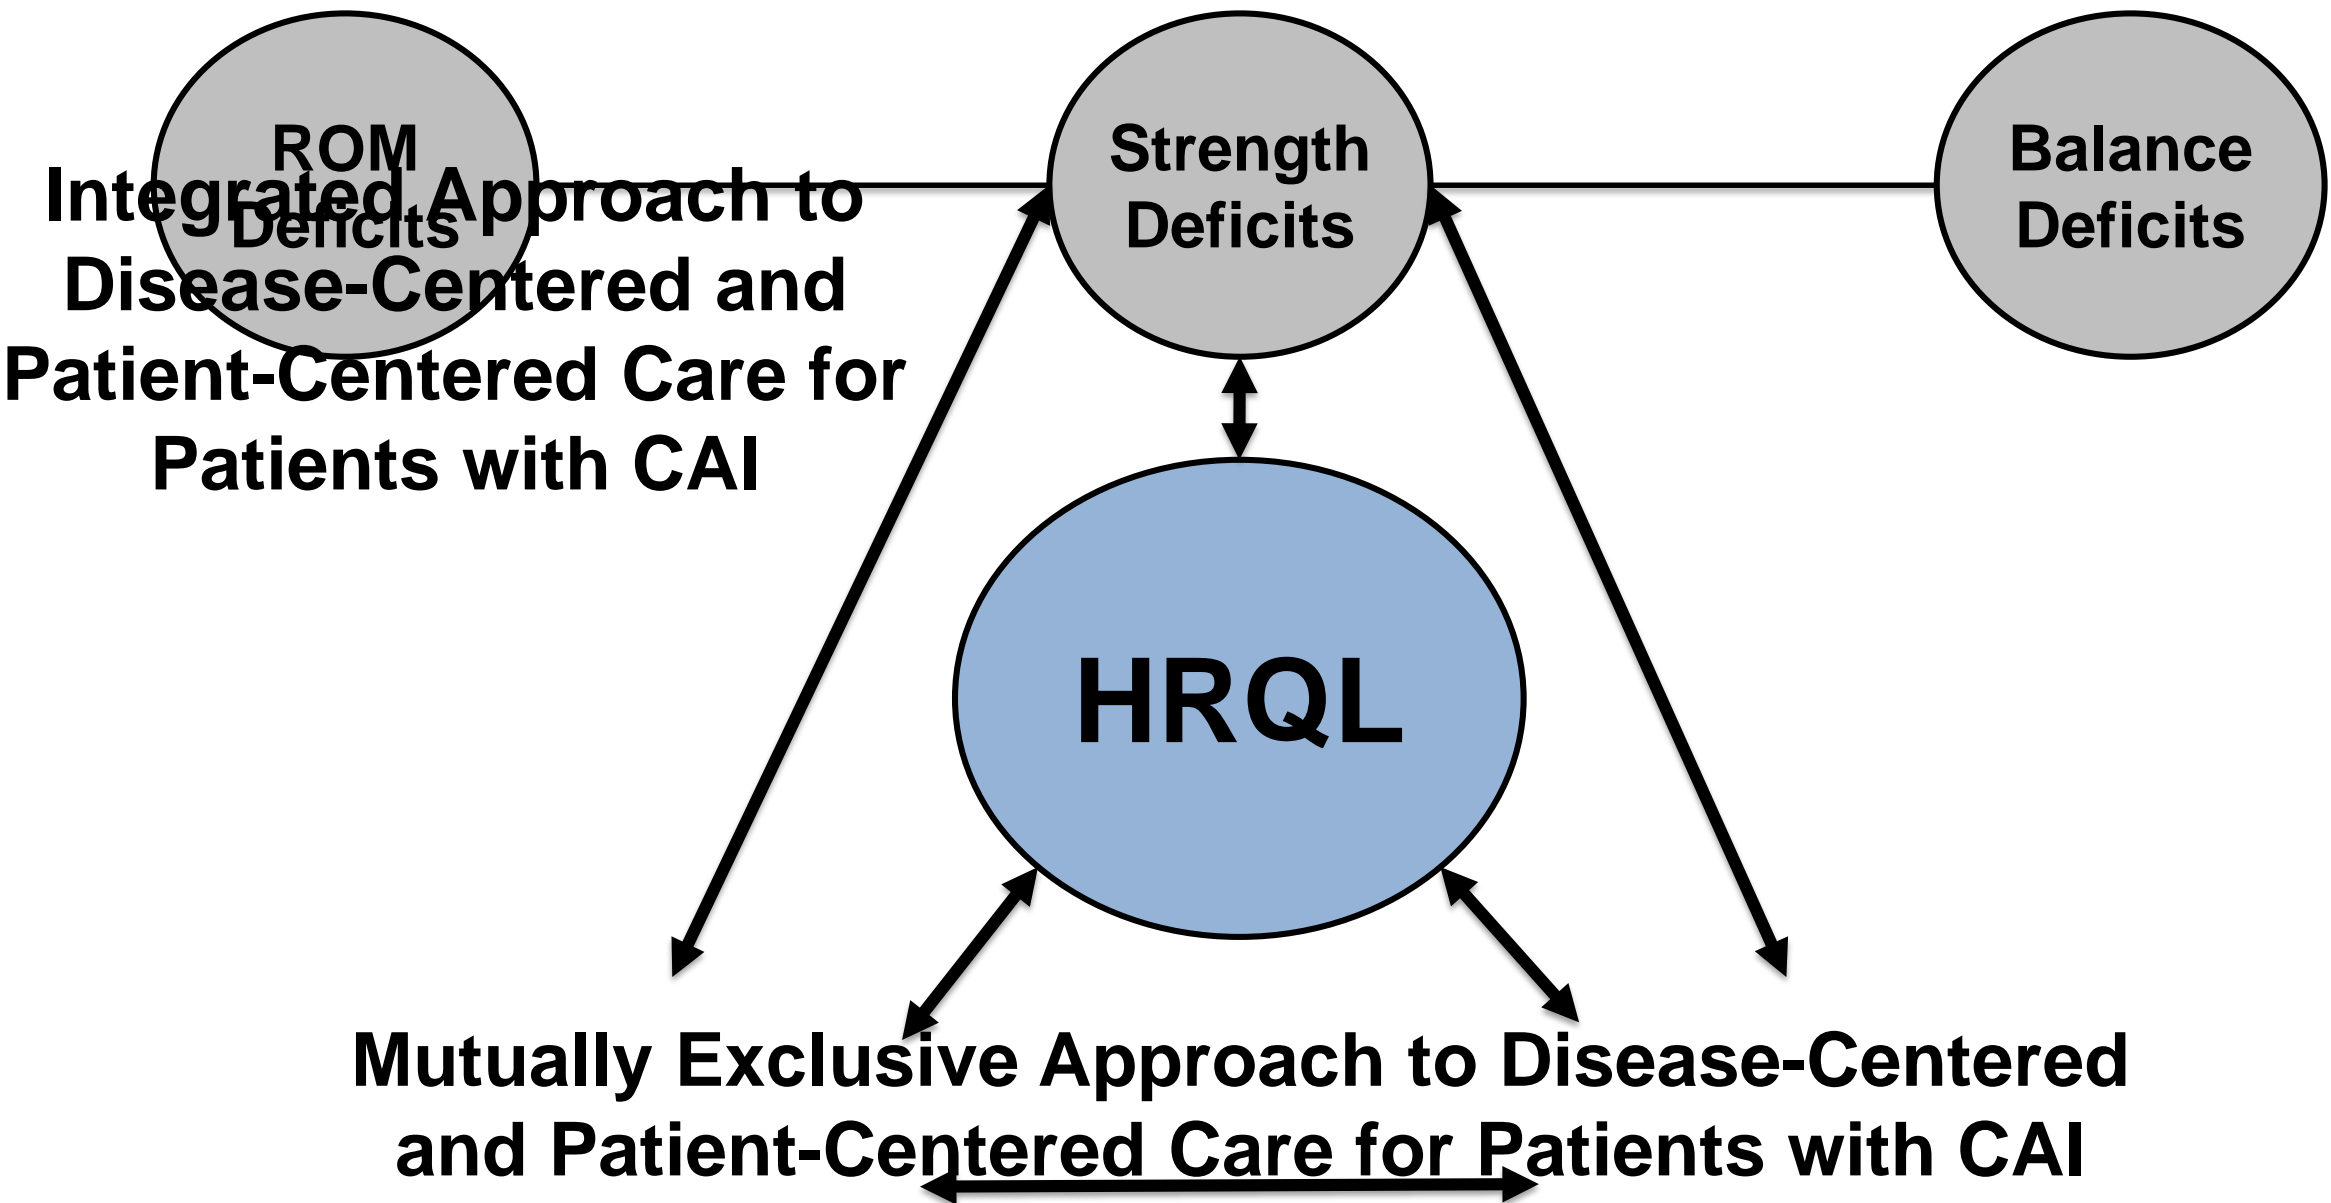 ROM
Deficits
Integrated Approach to
Disease-Centered and
Patient-Centered Care for
Patients with CAI
Strength
Deficits
Balance
Deficits
HRQL
Mutually Exclusive Approach to Disease-Centered
and Patient-Centered Care for Patients with CAI